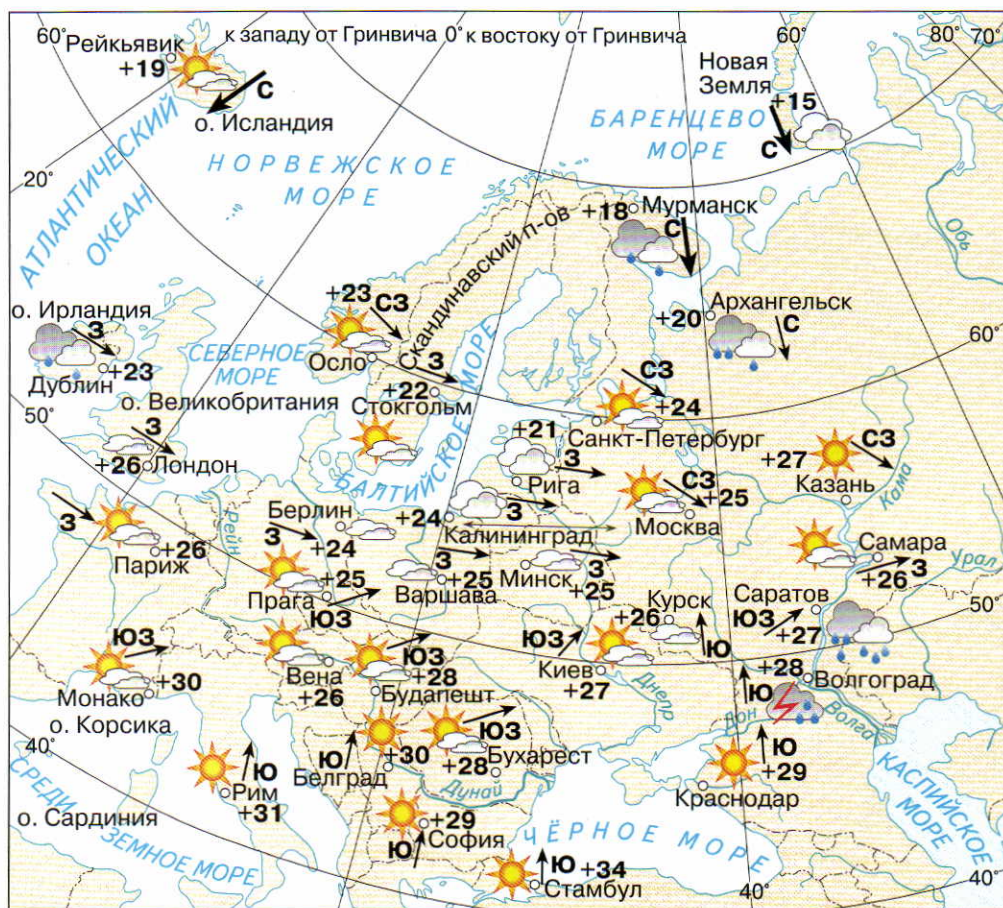 60°
Рейкьявик
+19
к западу от Гринвича 0° к востоку от Гринвича
60°
80°
70°
С
о. Исландия
Новая
Земля
+15
С
БАРЕНЦЕВО
МОРЕ
АТЛАНТИЧЕСКИЙ
ОКЕАН
НОРВЕЖСКОЕ
МОРЕ
20°
+18
Мурманск
С
Обь
Скандинавский п-ов
+23
СЗ
Осло
+20
Архангельск
С
60°
о. Ирландия
З
+23
Дублин
СЕВЕРНОЕ
МОРЕ
З
+22
Стокгольм
БАЛТИЙСКОЕ МОРЕ
СЗ
+24
Санкт-Петербург
50°
о. Великобритания
З
+26
Лондон
+21
З
Рига
СЗ
+25
Москва
+27
СЗ
Казань
Кама
З
+26
Париж
Рейн
Берлин
З
+24
+24
З
Калининград
+25
Прага
ЮЗ
З
+25
Варшава
Минск
З
+25
Самара
+26
З
Урал
50°
+26
Курск
Ю
Саратов
ЮЗ
+27
ЮЗ
+30
Монако
о. Корсика
Вена
+26
ЮЗ
+28
Будапешт
ЮЗ
Киев
+27
Днепр
+28
Ю
Волгоград
Дон
Волга
40°
Ю
Рим
+31
Ю
Белград
+30
ЮЗ
+28
Бухарест
Дунай
Ю
+29
Краснодар
КАСПИЙСКОЕ
МОРЕ
СРЕДИ
ЗЕМНОЕ МОРЕ
о. Сардиния
+29
София
Ю
ЧЁРНОЕ МОРЕ
Ю
+34
Стамбул
40°
40°